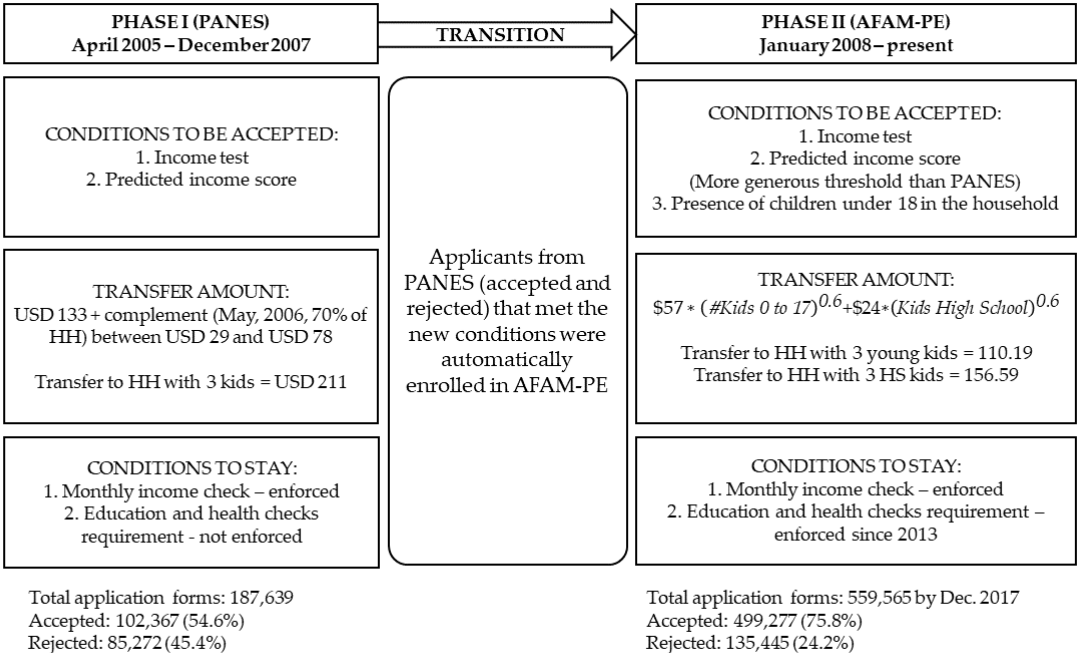 PHASE I (PANES)
April 2005 – December 2007
TRANSITION
PHASE II (AFAM-PE)
January 2008 – present
CONDITIONS TO BE ACCEPTED:
1. Income test
2. Predicted income score
TRANSFER AMOUNT:
USD 133 + complement (May, 2006, 70% of
HH) between USD 29 and USD 78
Transfer to HH with 3 kids = USD 211
CONDITIONS TO STAY:
1. Monthly income check – enforced
2. Education and health checks
requirement - not enforced
Applicants from
PANES (accepted and
rejected) that met the
new conditions were
automatically
enrolled in AFAM-PE
CONDITIONS TO BE ACCEPTED:
1. Income test
2. Predicted income score
(More generous threshold than PANES)
3. Presence of children under 18 in the household
TRANSFER AMOUNT:
$57 * (#Kids 0 to 17)^0.6+$24*(Kids High School)^0.6
Transfer to HH with 3 young kids = 110.19
Transfer to HH with 3 HS kids = 156.59
CONDITIONS TO STAY:
1. Monthly income check – enforced
2. Education and health checks requirement –
enforced since 2013
Total application forms: 187,639
Accepted: 102,367 (54.6%)
Rejected: 85,272 (45.4%)
Total application forms: 559,565 by Dec. 2017
Accepted: 499,277 (75.8%)
Rejected: 135,445 (24.2%)